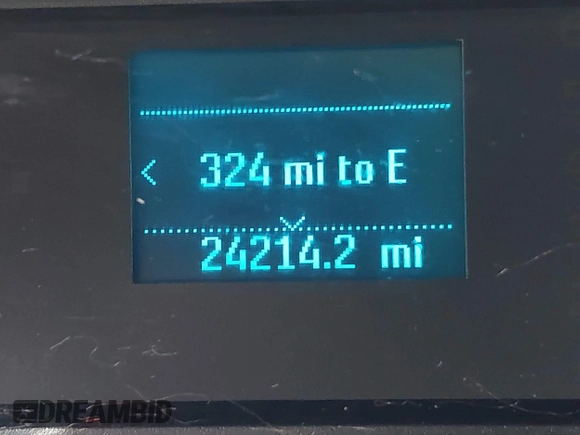 < 324 mi to E
24214.2 mi
DREAMBID